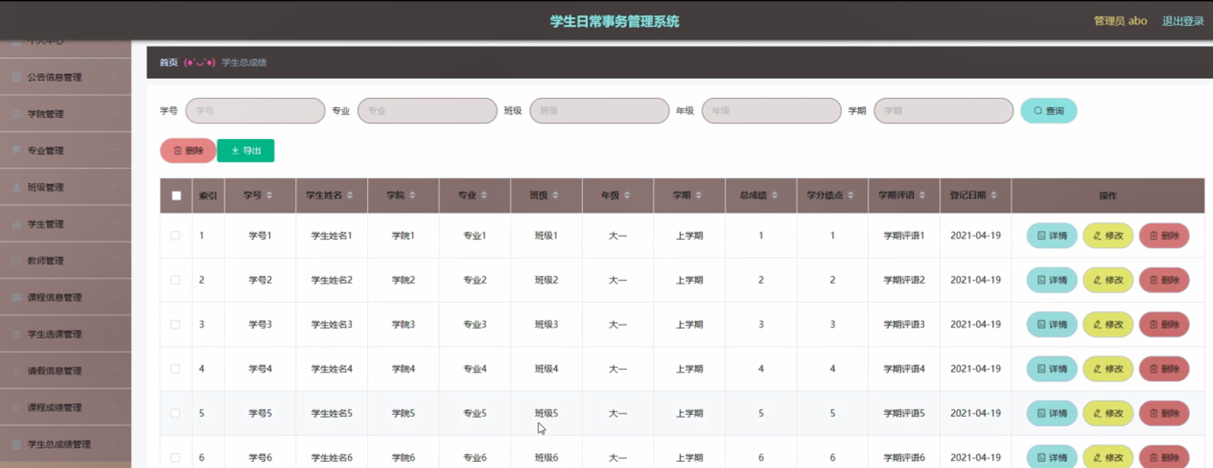 学生日常事务管理系统
管理员 abo 退出登录
个人中心
公告信息管理
学院管理
专业管理
班级管理
学生管理
教师管理
课程信息管理
学生选课管理
请假信息管理
课程成绩管理
学生总成绩管理
首页 (●'◡'●) 学生总成绩
学号 学号 专业 专业 班级 班级 年级 年级 学期 学期 查询
删除 导出
索引 学号 学生姓名 学院 专业 班级 年级 学期 总成绩 学分绩点 学期评语 登记日期 操作
1 学号1 学生姓名1 学院1 专业1 班级1 大一 上学期 1 1 学期评语1 2021-04-19 详情 修改 删除
2 学号2 学生姓名2 学院2 专业2 班级2 大一 上学期 2 2 学期评语2 2021-04-19 详情 修改 删除
3 学号3 学生姓名3 学院3 专业3 班级3 大一 上学期 3 3 学期评语3 2021-04-19 详情 修改 删除
4 学号4 学生姓名4 学院4 专业4 班级4 大一 上学期 4 4 学期评语4 2021-04-19 详情 修改 删除
5 学号5 学生姓名5 学院5 专业5 班级5 大一 上学期 5 5 学期评语5 2021-04-19 详情 修改 删除
6 学号6 学生姓名6 学院6 专业6 班级6 大一 上学期 6 6 学期评语6 2021-04-19 详情 修改 删除